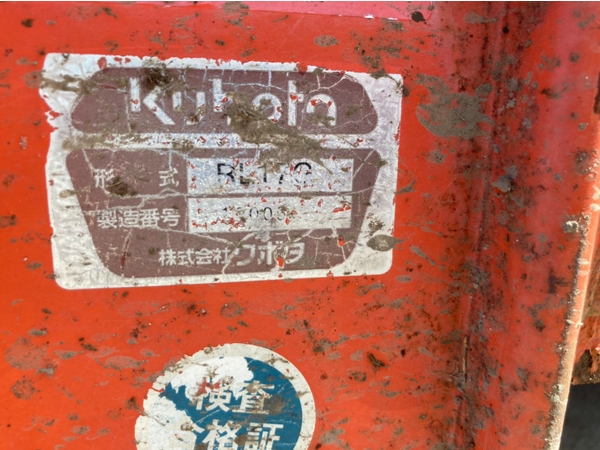 Kubota
形式
製造番号
株式会社クボタ
検査
合格証